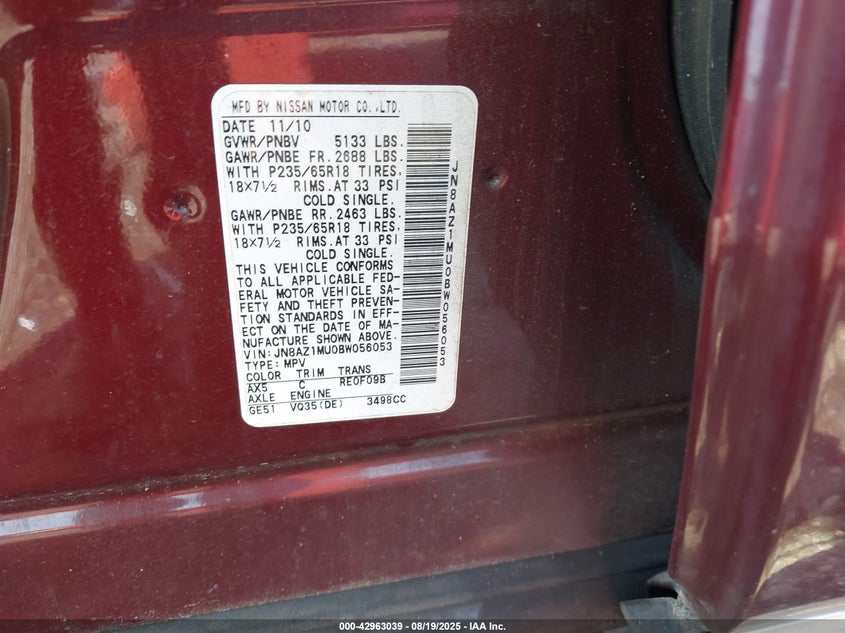 MFD BY NISSAN MOTOR CO.,LTD.
DATE 11/10
GVWR/PNBV 5133 LBS.
GAWR/PNBE FR. 2688 LBS.
WITH P235/65R18 TIRES,
18X7½ RIMS.AT 33 PSI
COLD SINGLE.
GAWR/PNBE RR. 2463 LBS.
WITH P235/65R18 TIRES,
18X7½ RIMS.AT 33 PSI
COLD SINGLE.
THIS VEHICLE CONFORMS
TO ALL APPLICABLE FED-
ERAL MOTOR VEHICLE SA-
FETY AND THEFT PREVEN-
TION STANDARDS IN EFF-
ECT ON THE DATE OF MA-
NUFACTURE SHOWN ABOVE.
VIN: JN8AZ1MU0BW056053
TYPE: MPV
COLOR TRIM TRANS
AX5 C RE0F09B
AXLE ENGINE
GE51 VQ35(DE) 3498CC
JN8AZ1MU0BW056053
000-42963039 - 08/19/2025 - IAA Inc.